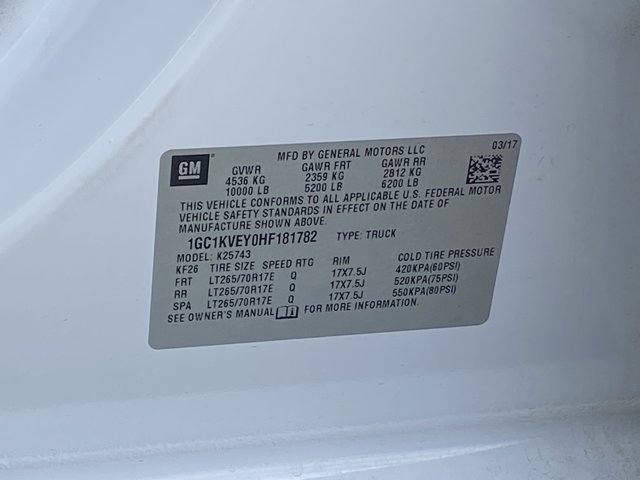 GM
MFD BY GENERAL MOTORS LLC 03/17
GVWR GAWR FRT GAWR RR
4536 KG 2359 KG 2812 KG
10000 LB 5200 LB 6200 LB
THIS VEHICLE CONFORMS TO ALL APPLICABLE U.S. FEDERAL MOTOR
VEHICLE SAFETY STANDARDS IN EFFECT ON THE DATE OF
MANUFACTURE SHOWN ABOVE.
1GC1KVEY0HF181782 TYPE: TRUCK
MODEL: K25743
KF26 TIRE SIZE SPEED RTG RIM COLD TIRE PRESSURE
FRT LT265/70R17E Q 17X7.5J 420KPA(60PSI)
RR LT265/70R17E Q 17X7.5J 520KPA(75PSI)
SPA LT265/70R17E Q 17X7.5J 550KPA(80PSI)
SEE OWNER'S MANUAL FOR MORE INFORMATION.